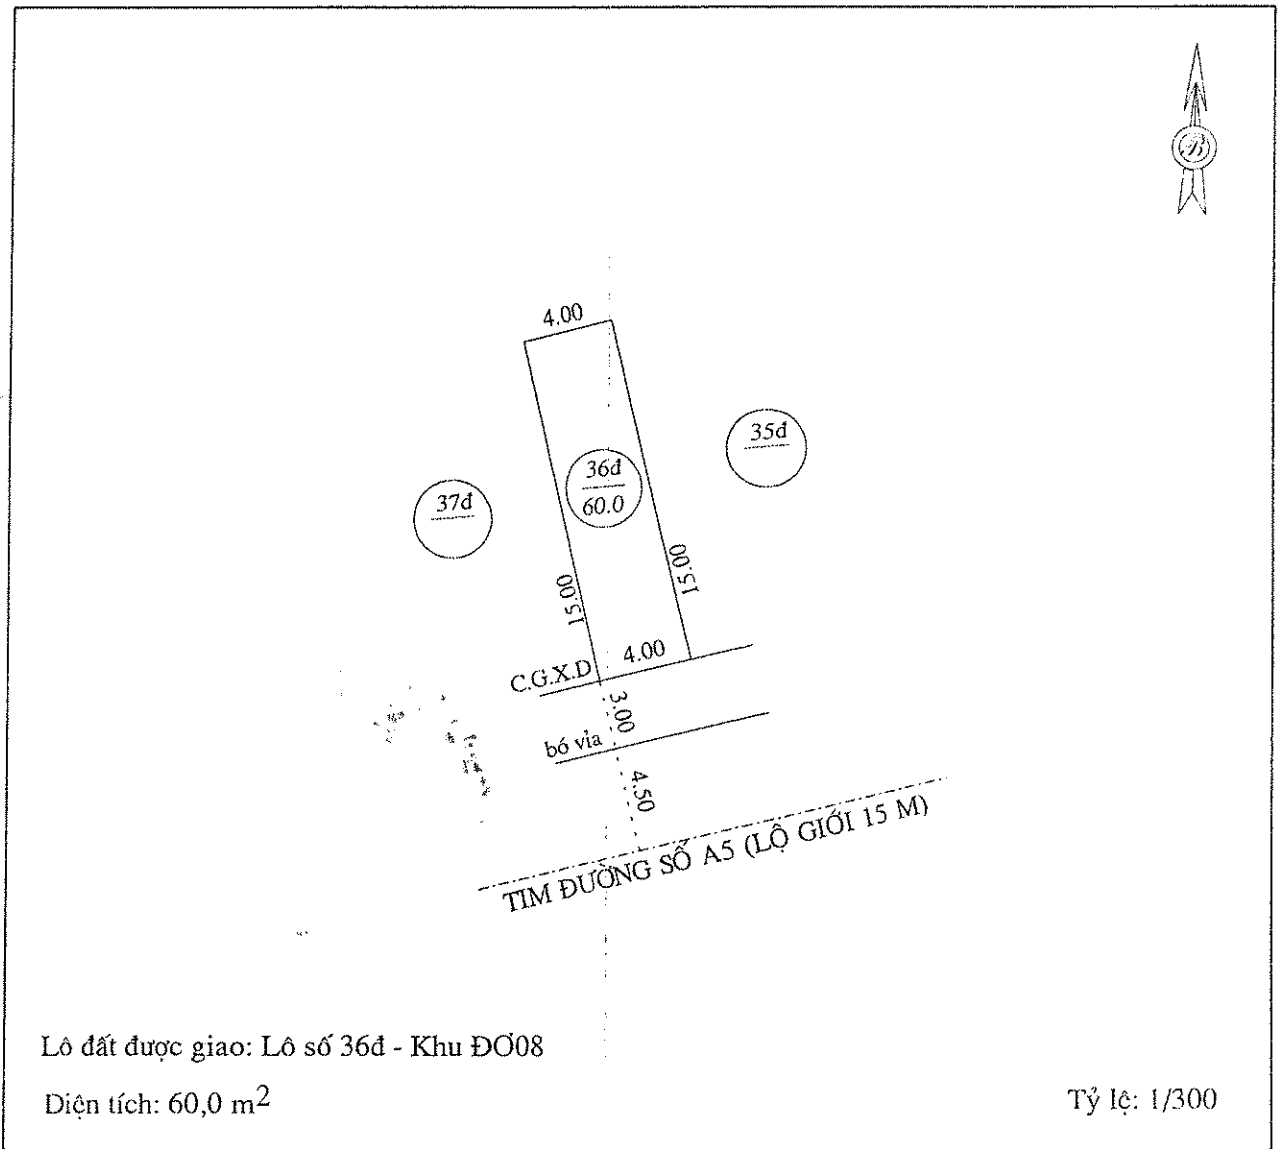 B
4.00
35đ
36đ
60.0
37đ
15.00
15.00
4.00
C.G.X.D
3.00
bó vỉa
4.50
TIM ĐƯỜNG SỐ A5 (LỘ GIỚI 15 M)
Lô đất được giao: Lô số 36đ - Khu ĐƠ08
Diện tích: 60,0 m2
Tỷ lệ: 1/300